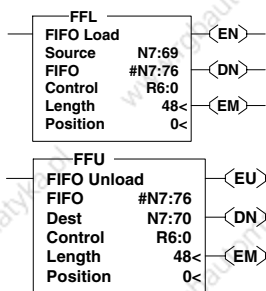 FFL
FIFO Load
Source N7:69
FIFO #N7:76
Control R6:0
Length 48<
Position 0<
EN
DN
EM
FFU
FIFO Unload
FIFO #N7:76
Dest N7:70
Control R6:0
Length 48<
Position 0<
EU
DN
EM